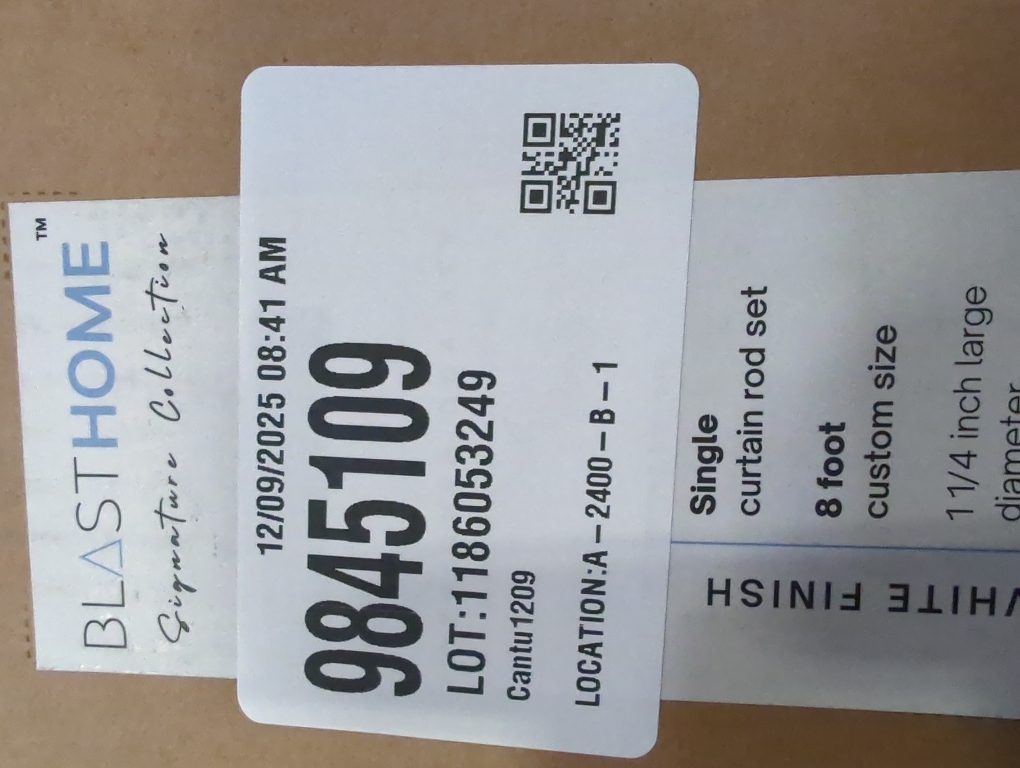 BLASTHOME™
Signature Collection
12/09/2025 08:41 AM
9845109
LOT:1186053249
Cantu1209
LOCATION:A-2400-B-1
Single
curtain rod set
8 foot
custom size
1 1/4 inch large
diameter
WHITE FINISH